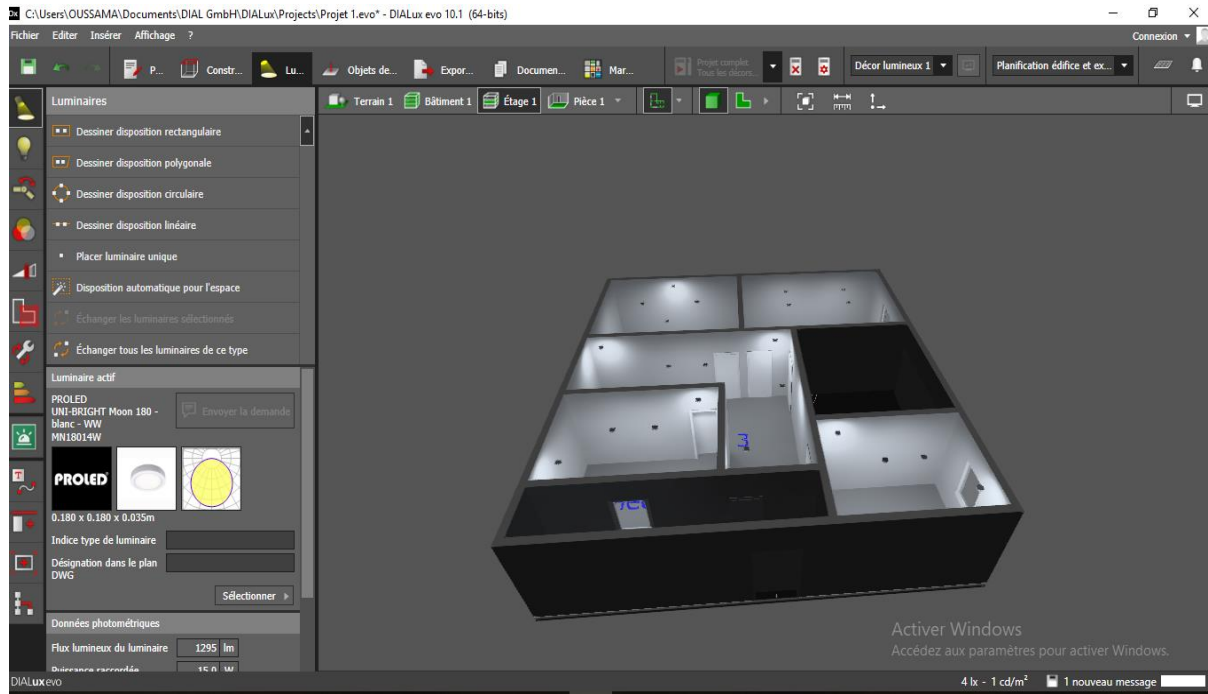 C:\Users\OUSSAMA\Documents\DIAL GmbH\DIALux\Projects\Projet 1.evo* - DIALux evo 10.1 (64-bits)
Fichier Editer Insérer Affichage ?
Connexion
P... Constr... Lu... Objets de... Expor... Documen... Mar... Projet complet
Tous les décors...
Décor lumineux 1 Planification édifice et ex...
Luminaires
Terrain 1 Bâtiment 1 Étage 1 Pièce 1
Dessiner disposition rectangulaire
Dessiner disposition polygonale
Dessiner disposition circulaire
Dessiner disposition linéaire
Placer luminaire unique
Disposition automatique pour l'espace
Échanger les luminaires sélectionnés
Échanger tous les luminaires de ce type
Luminaire actif
PROLED
UNI-BRIGHT Moon 180 -
blanc - WW
MN18014W
Envoyer la demande
PROLED
0.180 x 0.180 x 0.035m
Indice type de luminaire
Désignation dans le plan
DWG
Sélectionner
Données photométriques
Flux lumineux du luminaire 1295 lm
Puissance raccordée 15.0 W
3
Activer Windows
Accédez aux paramètres pour activer Windows.
DIALux evo
4 lx - 1 cd/m² 1 nouveau message